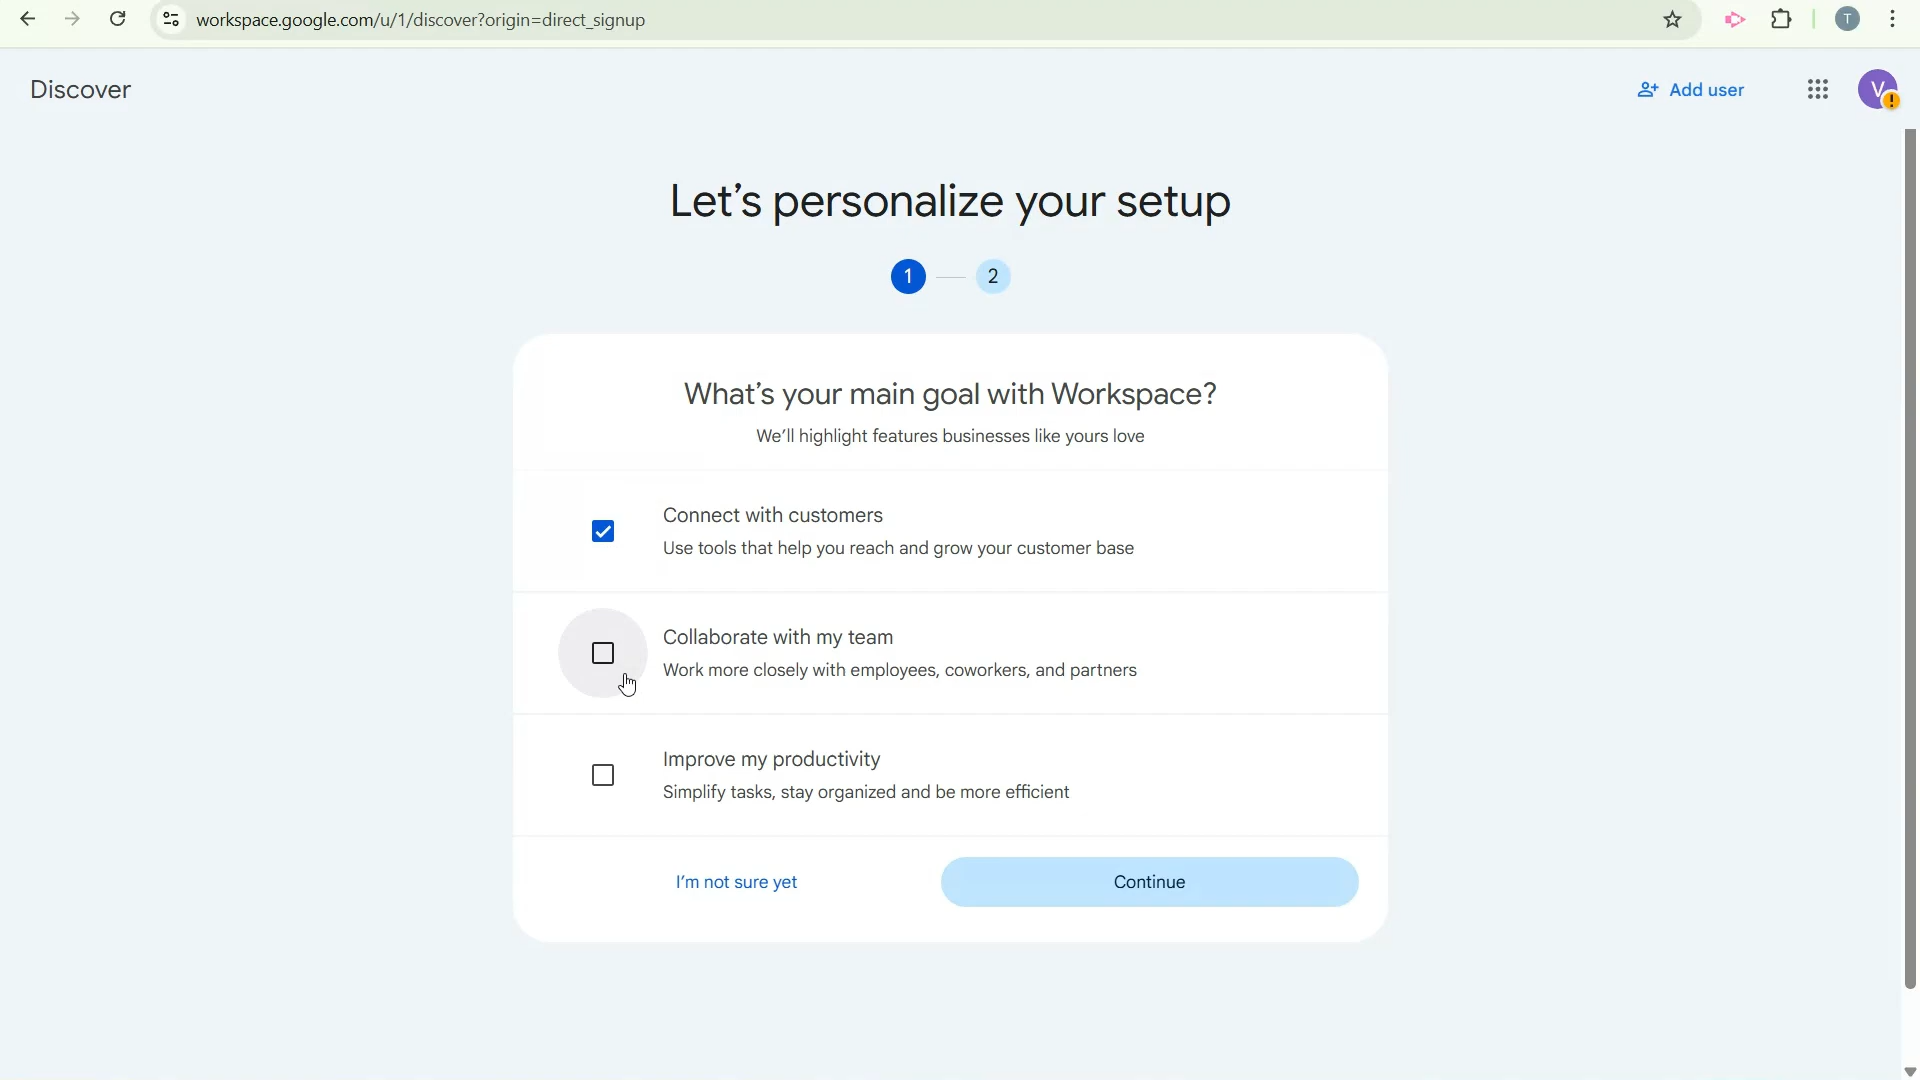 workspace.google.com/u/1/discover?origin=direct_signup
T
Discover
Add user
V
Let's personalize your setup
1
2
What's your main goal with Workspace?
We'll highlight features businesses like yours love
Connect with customers
Use tools that help you reach and grow your customer base
Collaborate with my team
Work more closely with employees, coworkers, and partners
Improve my productivity
Simplify tasks, stay organized and be more efficient
I'm not sure yet
Continue